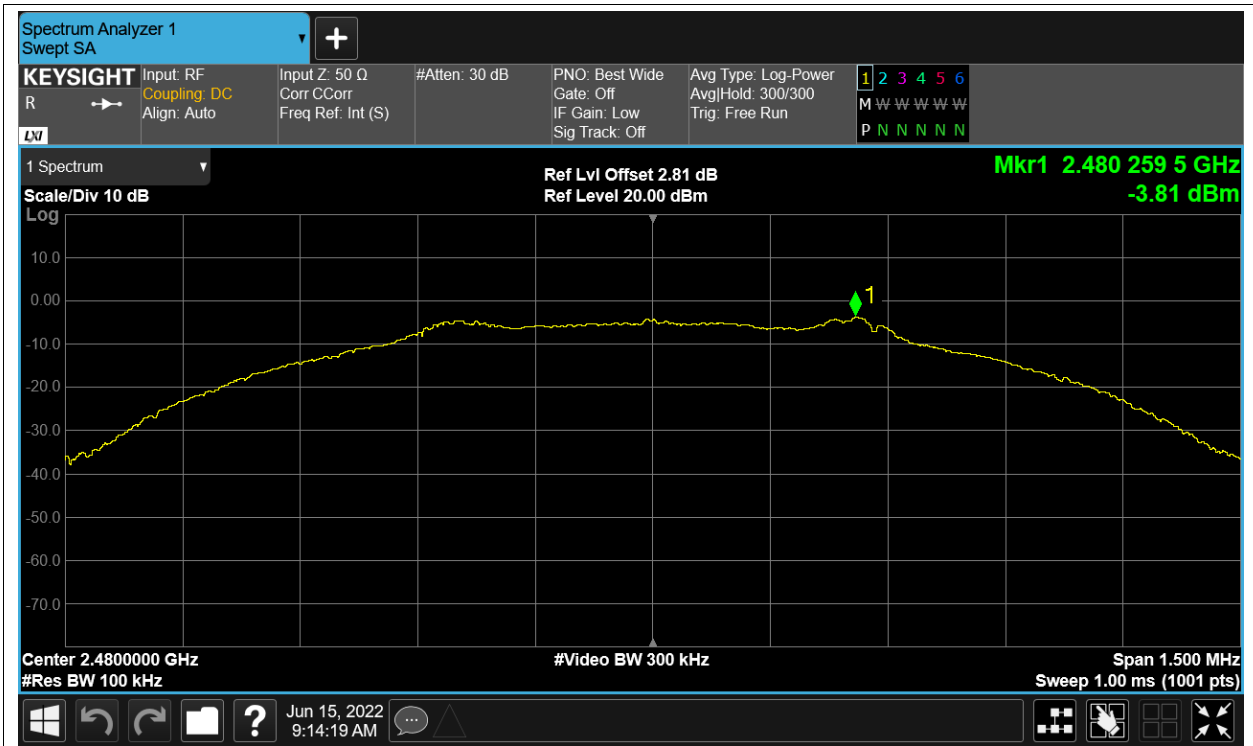 Spectrum Analyzer 1
Swept SA
KEYSIGHT
R
LXI
Input: RF
Coupling: DC
Align: Auto
Input Z: 50 Ω
Corr CCorr
Freq Ref: Int (S)
#Atten: 30 dB
PNO: Best Wide
Gate: Off
IF Gain: Low
Sig Track: Off
Avg Type: Log-Power
Avg|Hold: 300/300
Trig: Free Run
1 2 3 4 5 6
M W W W W W W
P N N N N N
1 Spectrum
Scale/Div 10 dB
Log
Ref Lvl Offset 2.81 dB
Ref Level 20.00 dBm
Mkr1 2.480 259 5 GHz
-3.81 dBm
10.0
0.00
-10.0
-20.0
-30.0
-40.0
-50.0
-60.0
-70.0
1
Center 2.4800000 GHz
#Res BW 100 kHz
#Video BW 300 kHz
Span 1.500 MHz
Sweep 1.00 ms (1001 pts)
?
Jun 15, 2022
9:14:19 AM